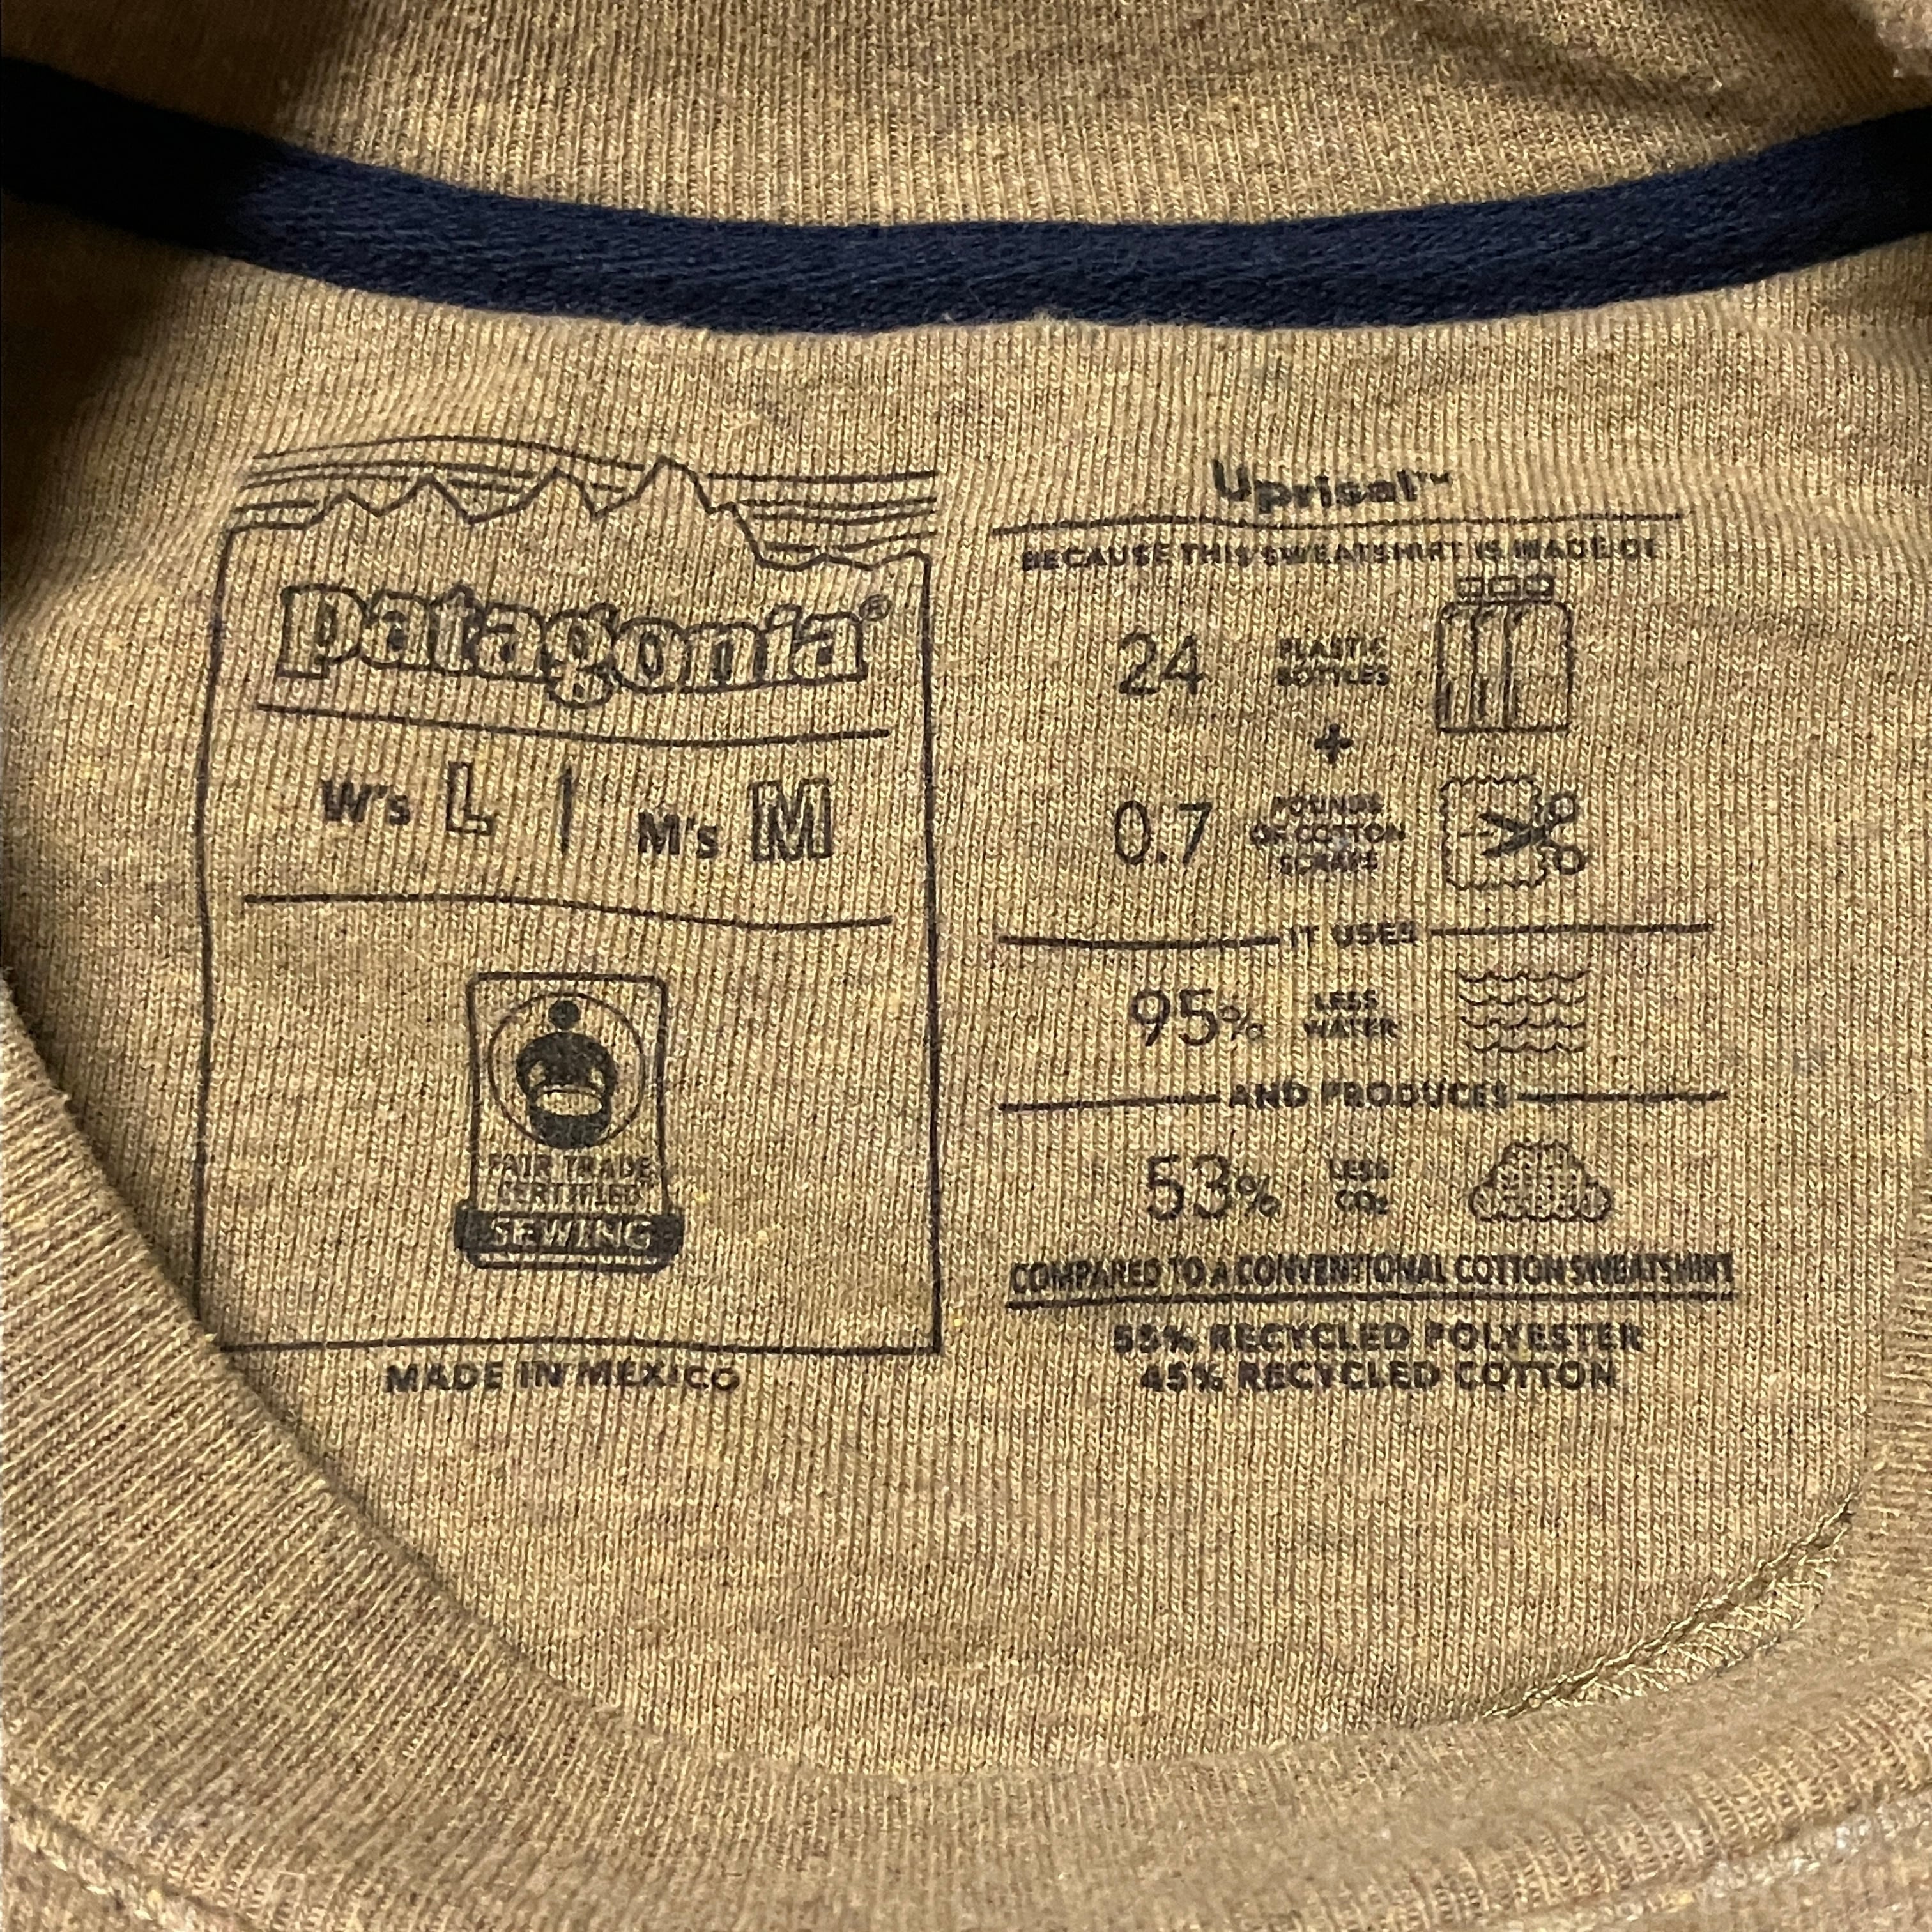 patagonia®
W's L | M's M
FAIR TRADE
CERTIFIED
SEWING
MADE IN MEXICO
Uprisal™
BECAUSE THIS SWEATSHIRT IS MADE OF
24 PLASTIC
BOTTLES
+
0.7 POUNDS
OF COTTON
SCRAPS
IT USES
95% LESS
WATER
AND PRODUCES
53% LESS
CO₂
COMPARED TO A CONVENTIONAL COTTON SWEATSHIRT
55% RECYCLED POLYESTER
45% RECYCLED COTTON